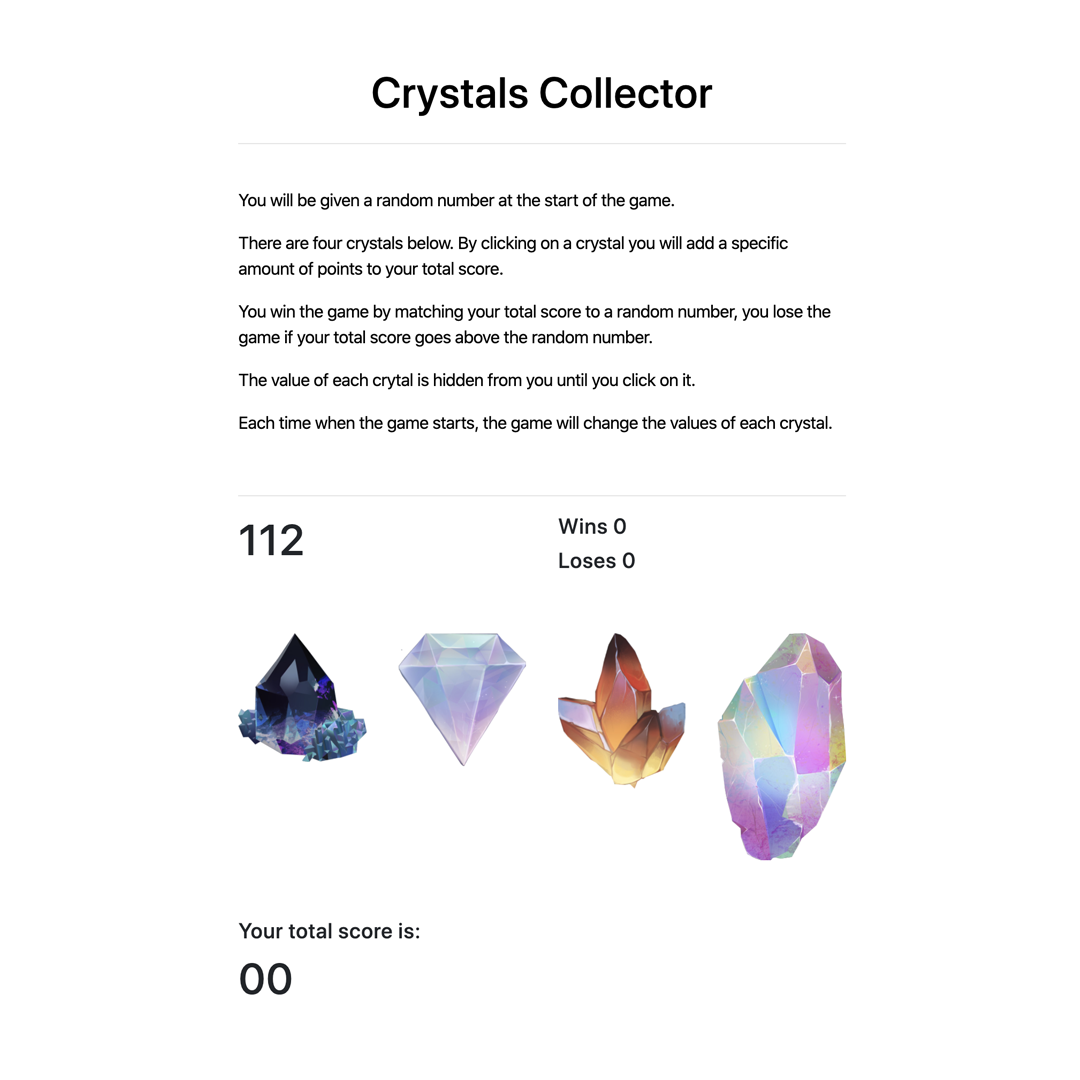 Crystals Collector
You will be given a random number at the start of the game.
There are four crystals below. By clicking on a crystal you will add a specific
amount of points to your total score.
You win the game by matching your total score to a random number, you lose the
game if your total score goes above the random number.
The value of each crytal is hidden from you until you click on it.
Each time when the game starts, the game will change the values of each crystal.
112
Wins 0
Loses 0
Your total score is:
00